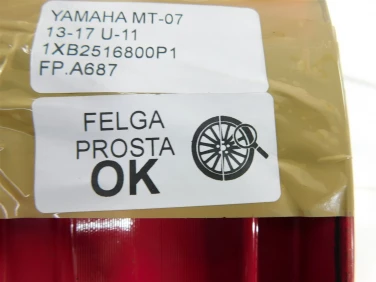 YAMAHA MT-07
13-17 U-11
1XB2516800P1
FP.A687
FELGA
PROSTA
OK